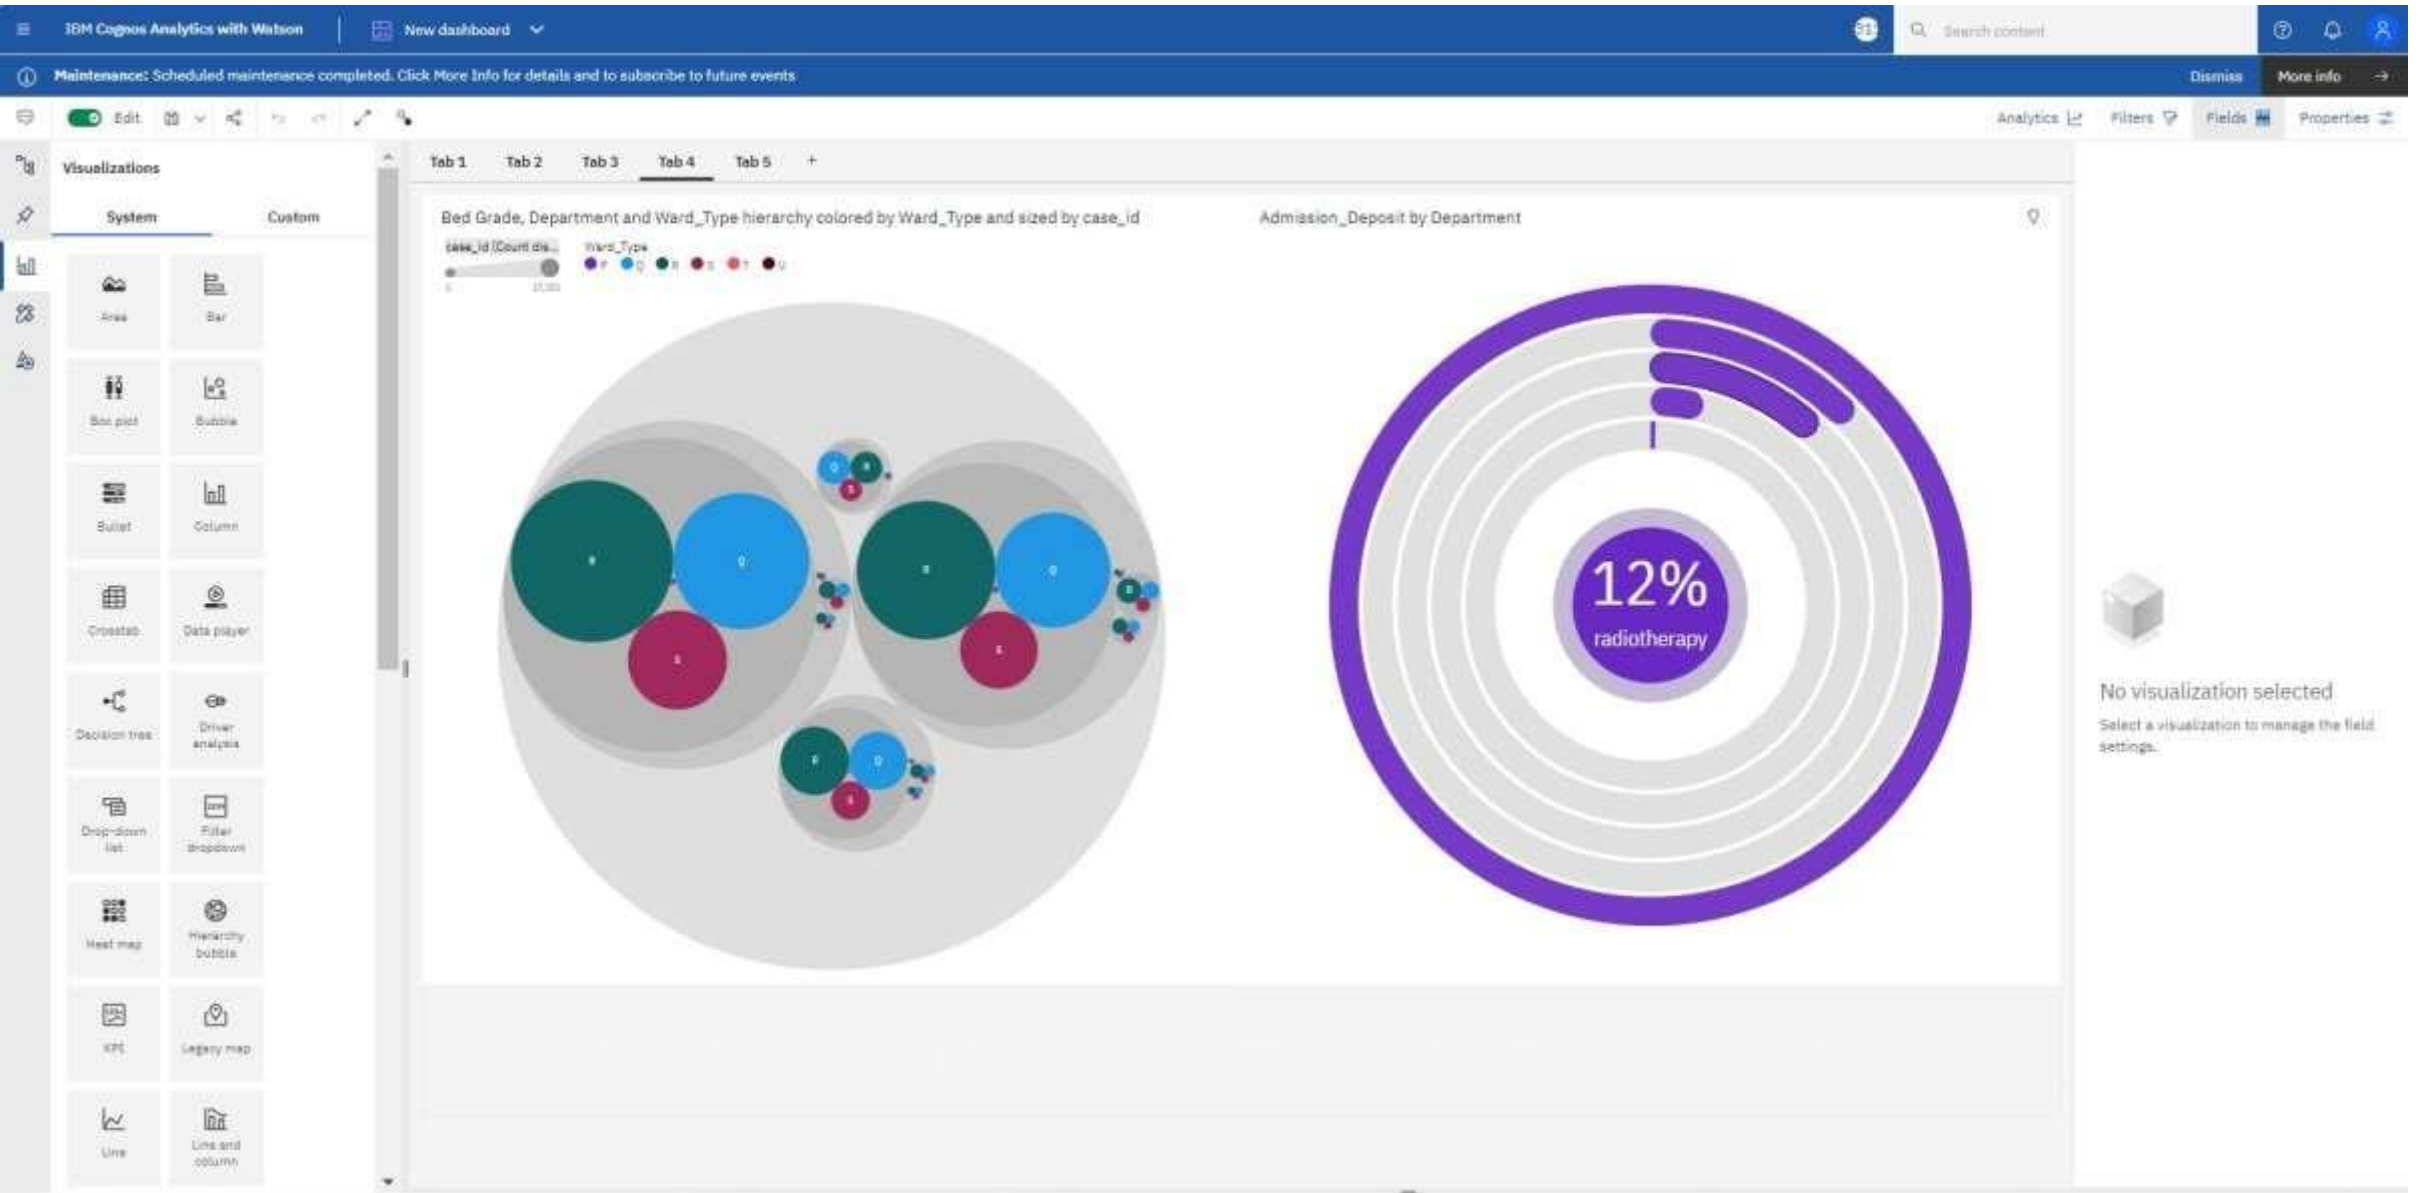 IBM Cognos Analytics with Watson
New dashboard
Search content
Maintenance: Scheduled maintenance completed. Click More Info for details and to subscribe to future events
Dismiss
More info
Edit
Analytics
Filters
Fields
Properties
Visualizations
System
Custom
Area
Bar
Box plot
Bubble
Bullet
Column
Crosstab
Data player
Decision tree
Driver
analysis
Drop-down
list
Filter
dropdown
Heat map
Hierarchy
bubble
KPI
Legacy map
Line
Line and
column
Tab 1
Tab 2
Tab 3
Tab 4
Tab 5
Bed Grade, Department and Ward_Type hierarchy colored by Ward_Type and sized by case_id
case_id (Count dis...
Ward_Type
P Q R S T U
Q R
S
R Q
S
R Q
S
R
R Q
S
Admission_Deposit by Department
12%
radiotherapy
No visualization selected
Select a visualization to manage the field
settings.